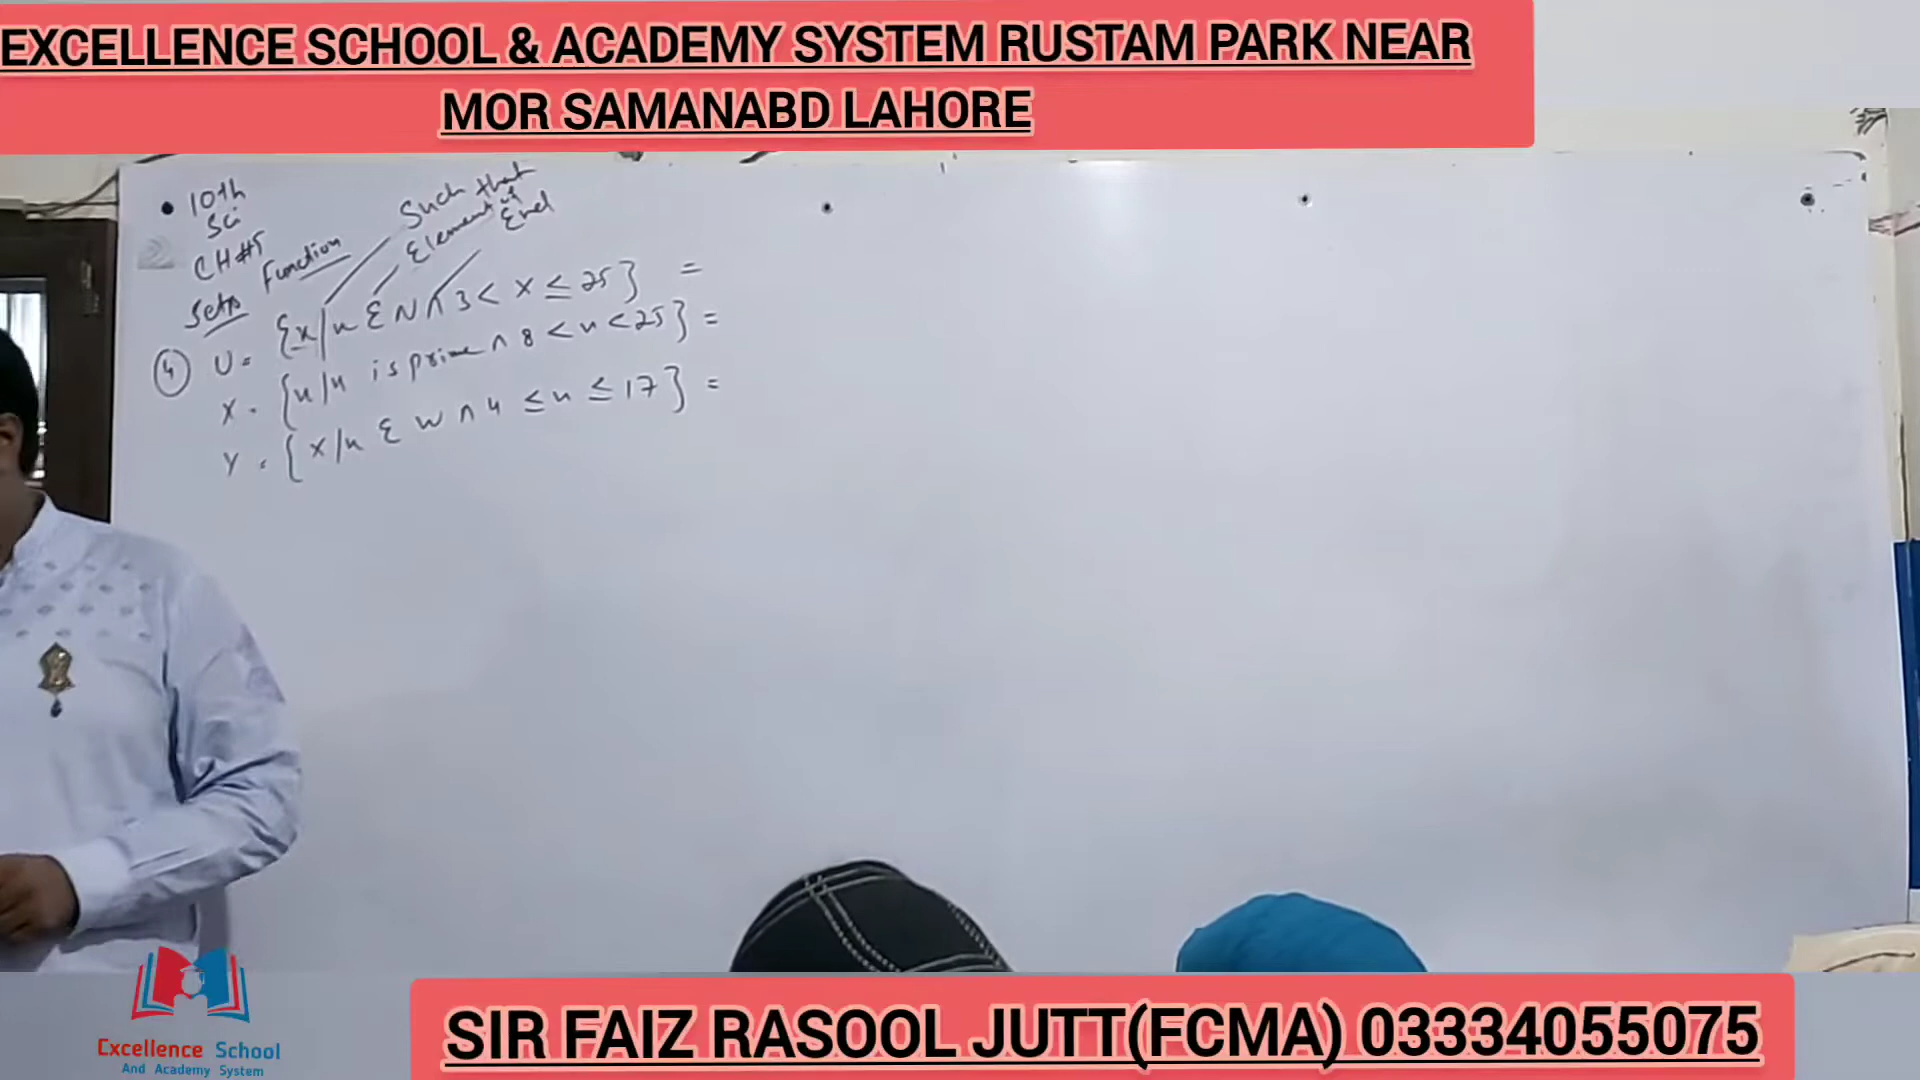 EXCELLENCE SCHOOL & ACADEMY SYSTEM RUSTAM PARK NEAR
MOR SAMANABD LAHORE
10th
Sci
CH#5
Sets Function
Such that
Element of
End
④ U = {x/x ∈ N ∧ 3 < x ≤ 25} =
X = {x/x is prime ∧ 8 < x < 25} =
Y = {x/x ∈ W ∧ 4 ≤ x ≤ 17} =
Excellence School
And Academy System
SIR FAIZ RASOOL JUTT(FCMA) 03334055075